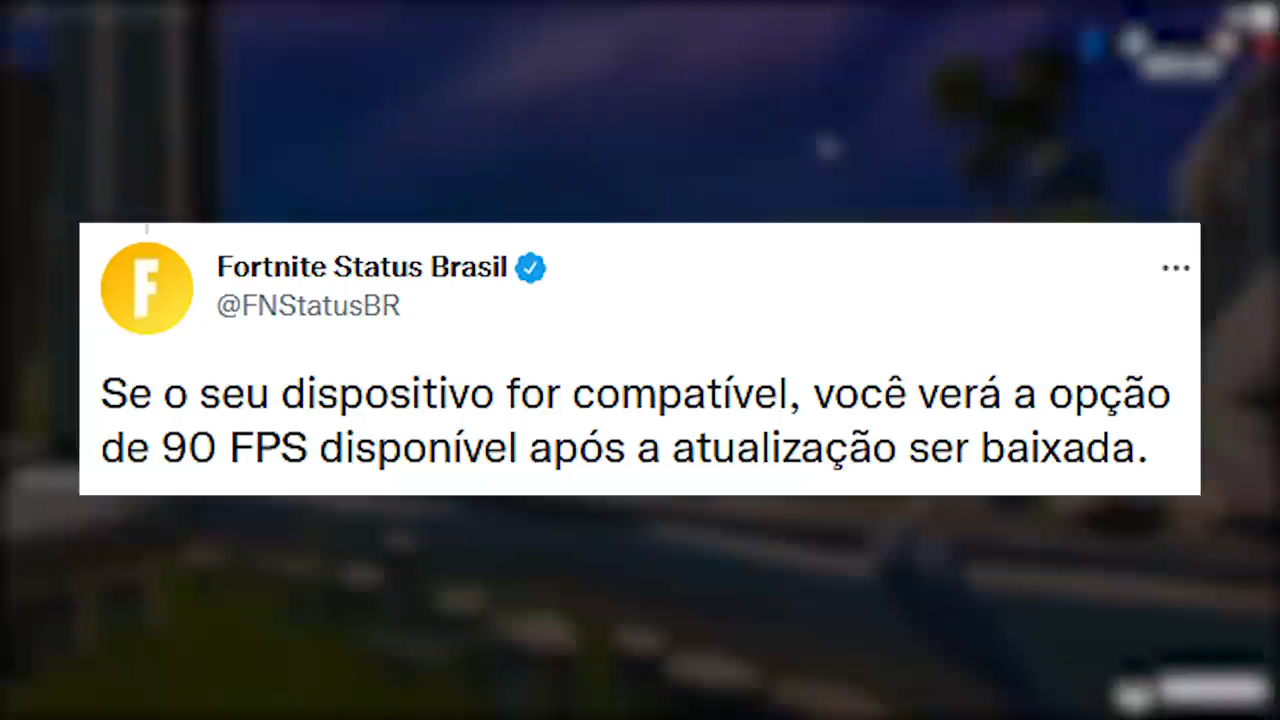 Fortnite Status Brasil
@FNStatusBR
Se o seu dispositivo for compatível, você verá a opção
de 90 FPS disponível após a atualização ser baixada.